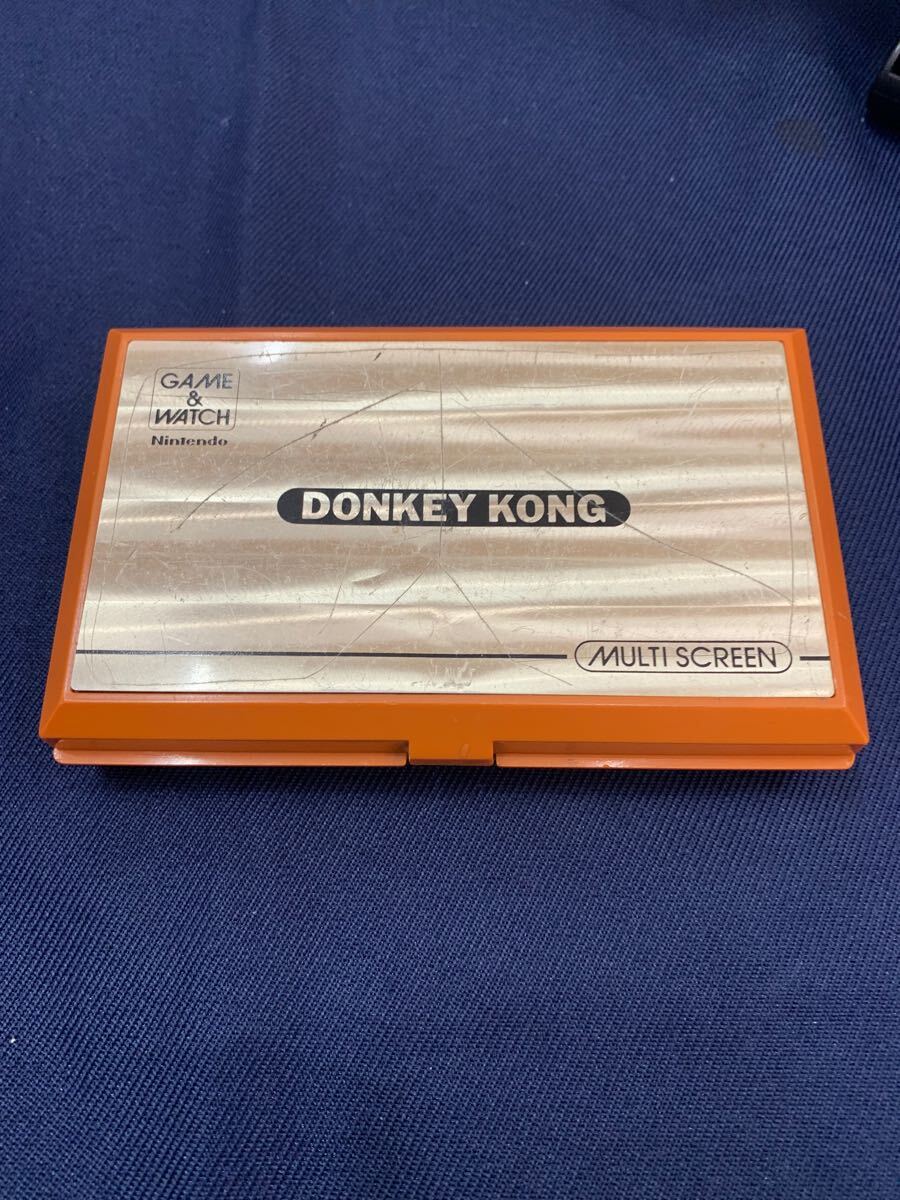 GAME
&
WATCH
Nintendo
DONKEY KONG
MULTI SCREEN